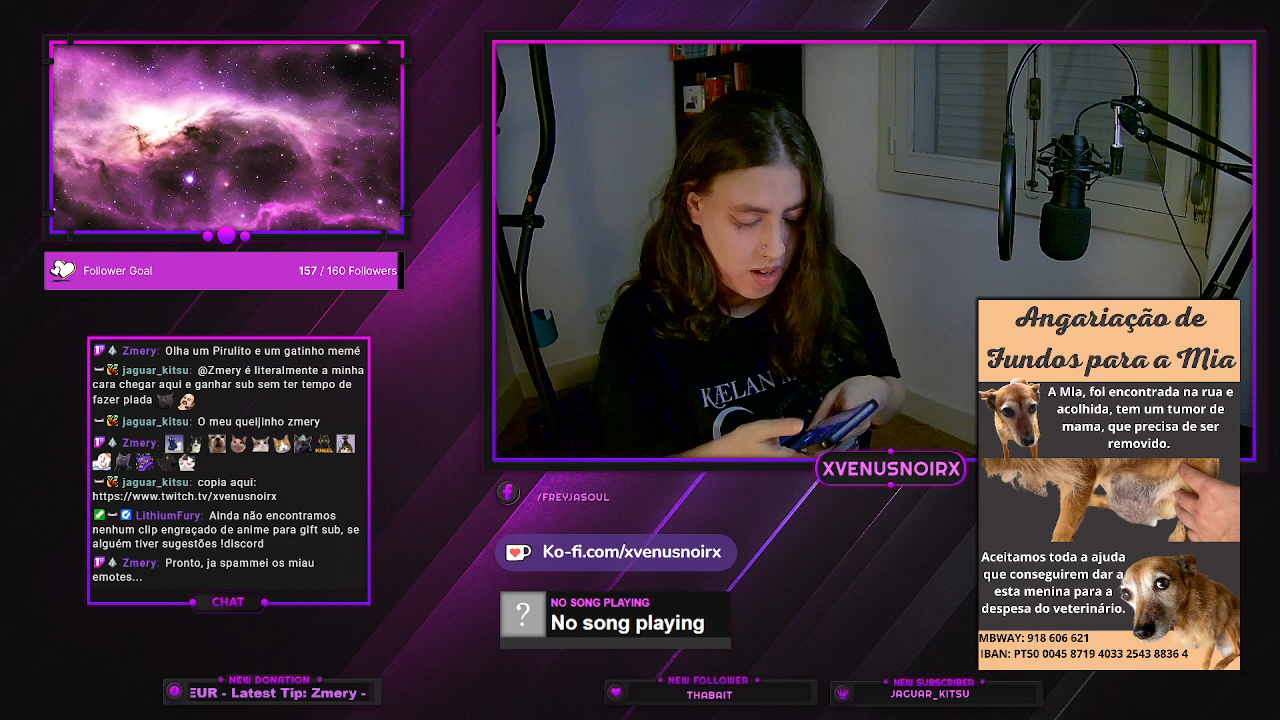 Follower Goal
157 / 160 Followers
Zmery: Olha um Pirulito e um gatinho memé
jaguar_kitsu: @Zmery é literalmente a minha
cara chegar aqui e ganhar sub sem ter tempo de
fazer piada
jaguar_kitsu: O meu queijinho zmery
Zmery:
KNEEL
jaguar_kitsu: copia aqui:
https://www.twitch.tv/xvenusnoirx
LithiumFury: Ainda não encontramos
nenhum clip engraçado de anime para gift sub, se
alguém tiver sugestões !discord
Zmery: Pronto, ja spammei os miau
emotes...
CHAT
KÆLAN
XVENUSNOIRX
/FREYJASOUL
Ko-fi.com/xvenusnoirx
?
NO SONG PLAYING
No song playing
Angariação de
Fundos para a Mia
A Mia, foi encontrada na rua e
acolhida, tem um tumor de
mama, que precisa de ser
removido.
Aceitamos toda a ajuda
que conseguirem dar a
esta menina para a
despesa do veterinário.
MBWAY: 918 606 621
IBAN: PT50 0045 8719 4033 2543 8836 4
NEW DONATION
EUR - Latest Tip: Zmery -
NEW FOLLOWER
THABAIT
NEW SUBSCRIBER
JAGUAR_KITSU